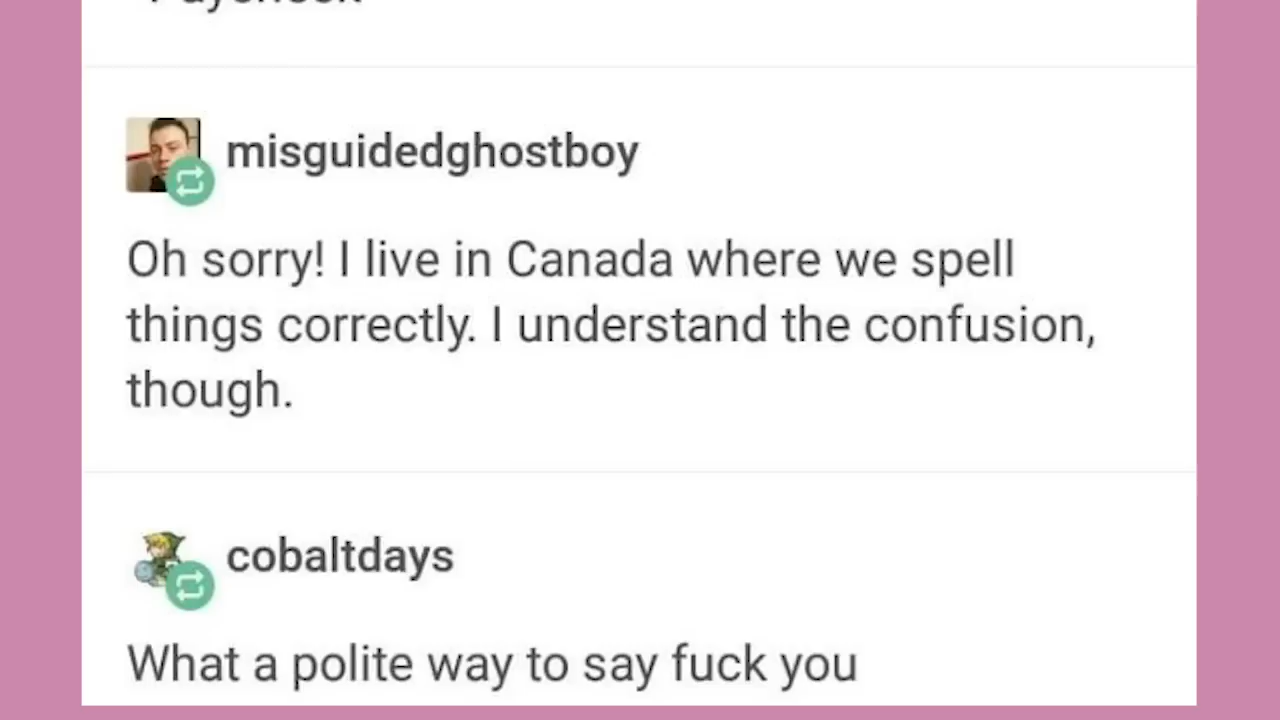 misguidedghostboy
Oh sorry! I live in Canada where we spell
things correctly. I understand the confusion,
though.
cobaltdays
What a polite way to say fuck you